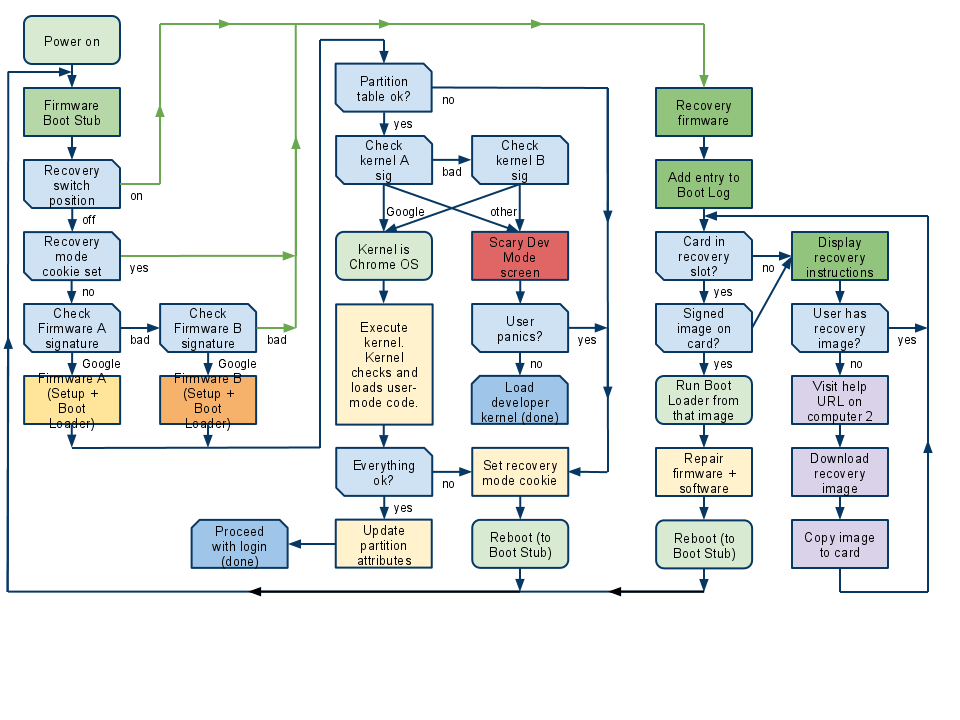 Power on
Firmware
Boot Stub
Recovery
switch
position
on
off
Recovery
mode
cookie set
yes
no
Check
Firmware A
signature
bad
Check
Firmware B
signature
bad
Google
Google
Firmware A
(Setup +
Boot
Loader)
Firmware B
(Setup +
Boot
Loader)
Partition
table ok?
no
yes
Check
kernel A
sig
bad
Check
kernel B
sig
Google
other
Kernel is
Chrome OS
Scary Dev
Mode
screen
Execute
kernel.
Kernel
checks and
loads user-
mode code.
User
panics?
yes
no
Load
developer
kernel (done)
Everything
ok?
no
yes
Set recovery
mode cookie
Proceed
with login
(done)
Update
partition
attributes
Reboot (to
Boot Stub)
Recovery
firmware
Add entry to
Boot Log
Card in
recovery
slot?
no
yes
Display
recovery
instructions
Signed
image on
card?
yes
User has
recovery
image?
yes
no
Run Boot
Loader from
that image
Visit help
URL on
computer 2
Repair
firmware +
software
Download
recovery
image
Reboot (to
Boot Stub)
Copy image
to card